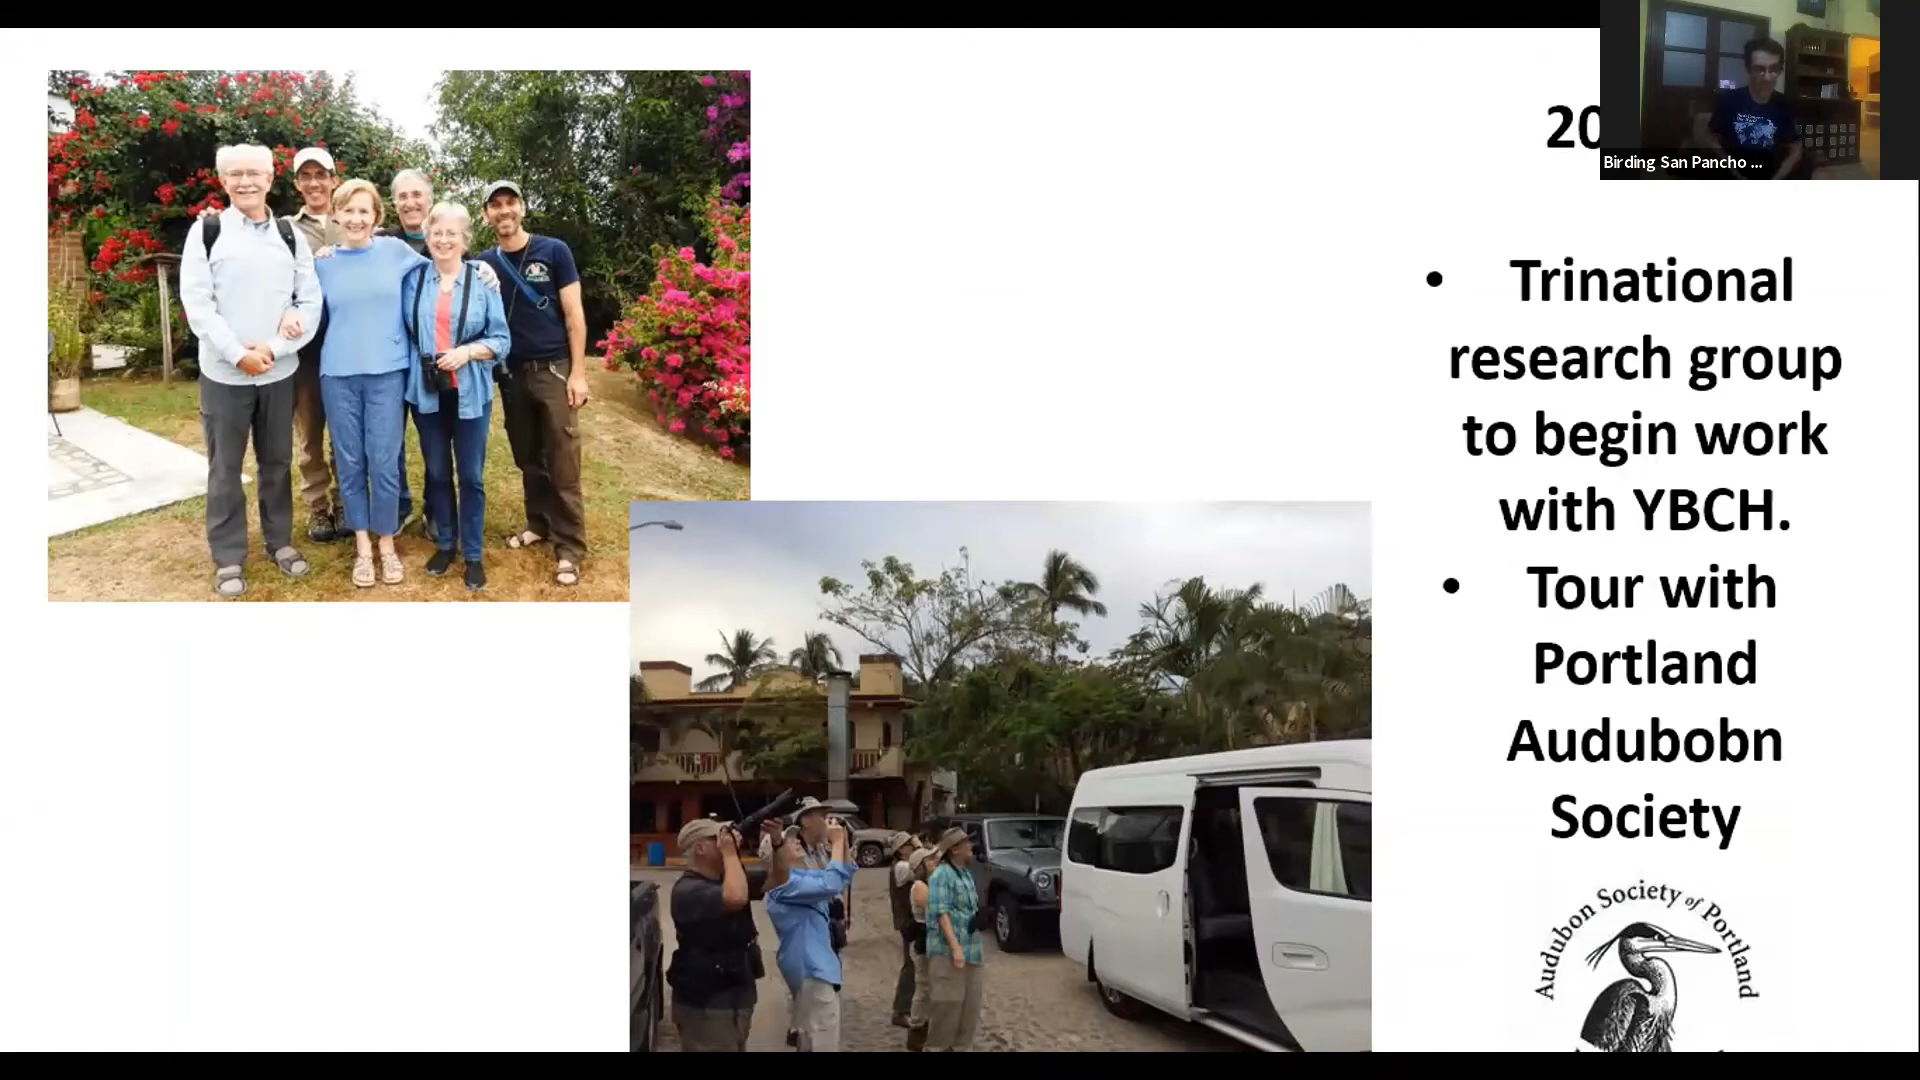 20
Birding San Pancho ...
• Trinational
research group
to begin work
with YBCH.
• Tour with
Portland
Audubobn
Society
Audubon Society of Portland